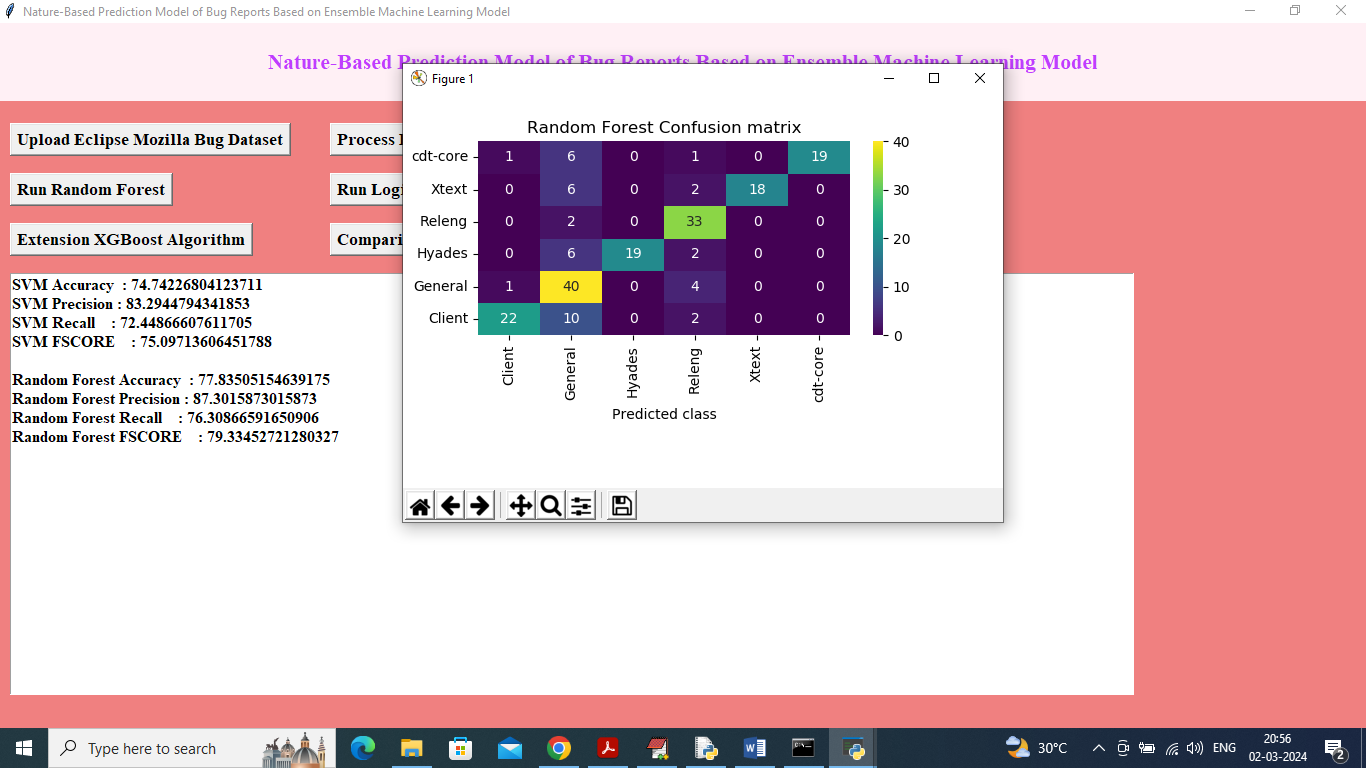 Nature-Based Prediction Model of Bug Reports Based on Ensemble Machine Learning Model
Nature-Based Prediction Model of Bug Reports Based on Ensemble Machine Learning Model
Figure 1
Upload Eclipse Mozilla Bug Dataset
Process
Run Random Forest
Run Logi
Extension XGBoost Algorithm
Compari
Random Forest Confusion matrix
cdt-core 1 6 0 1 0 19
Xtext 0 6 0 2 18 0
Releng 0 2 0 33 0 0
Hyades 0 6 19 2 0 0
General 1 40 0 4 0 0
Client 22 10 0 2 0 0
Client General Hyades Releng Xtext cdt-core
Predicted class
40
30
20
10
0
SVM Accuracy : 74.74226804123711
SVM Precision : 83.2944794341853
SVM Recall : 72.44866607611705
SVM FSCORE : 75.09713606451788
Random Forest Accuracy : 77.83505154639175
Random Forest Precision : 87.3015873015873
Random Forest Recall : 76.30866591650906
Random Forest FSCORE : 79.33452721280327
Type here to search
30°C
ENG
20:56
02-03-2024
2